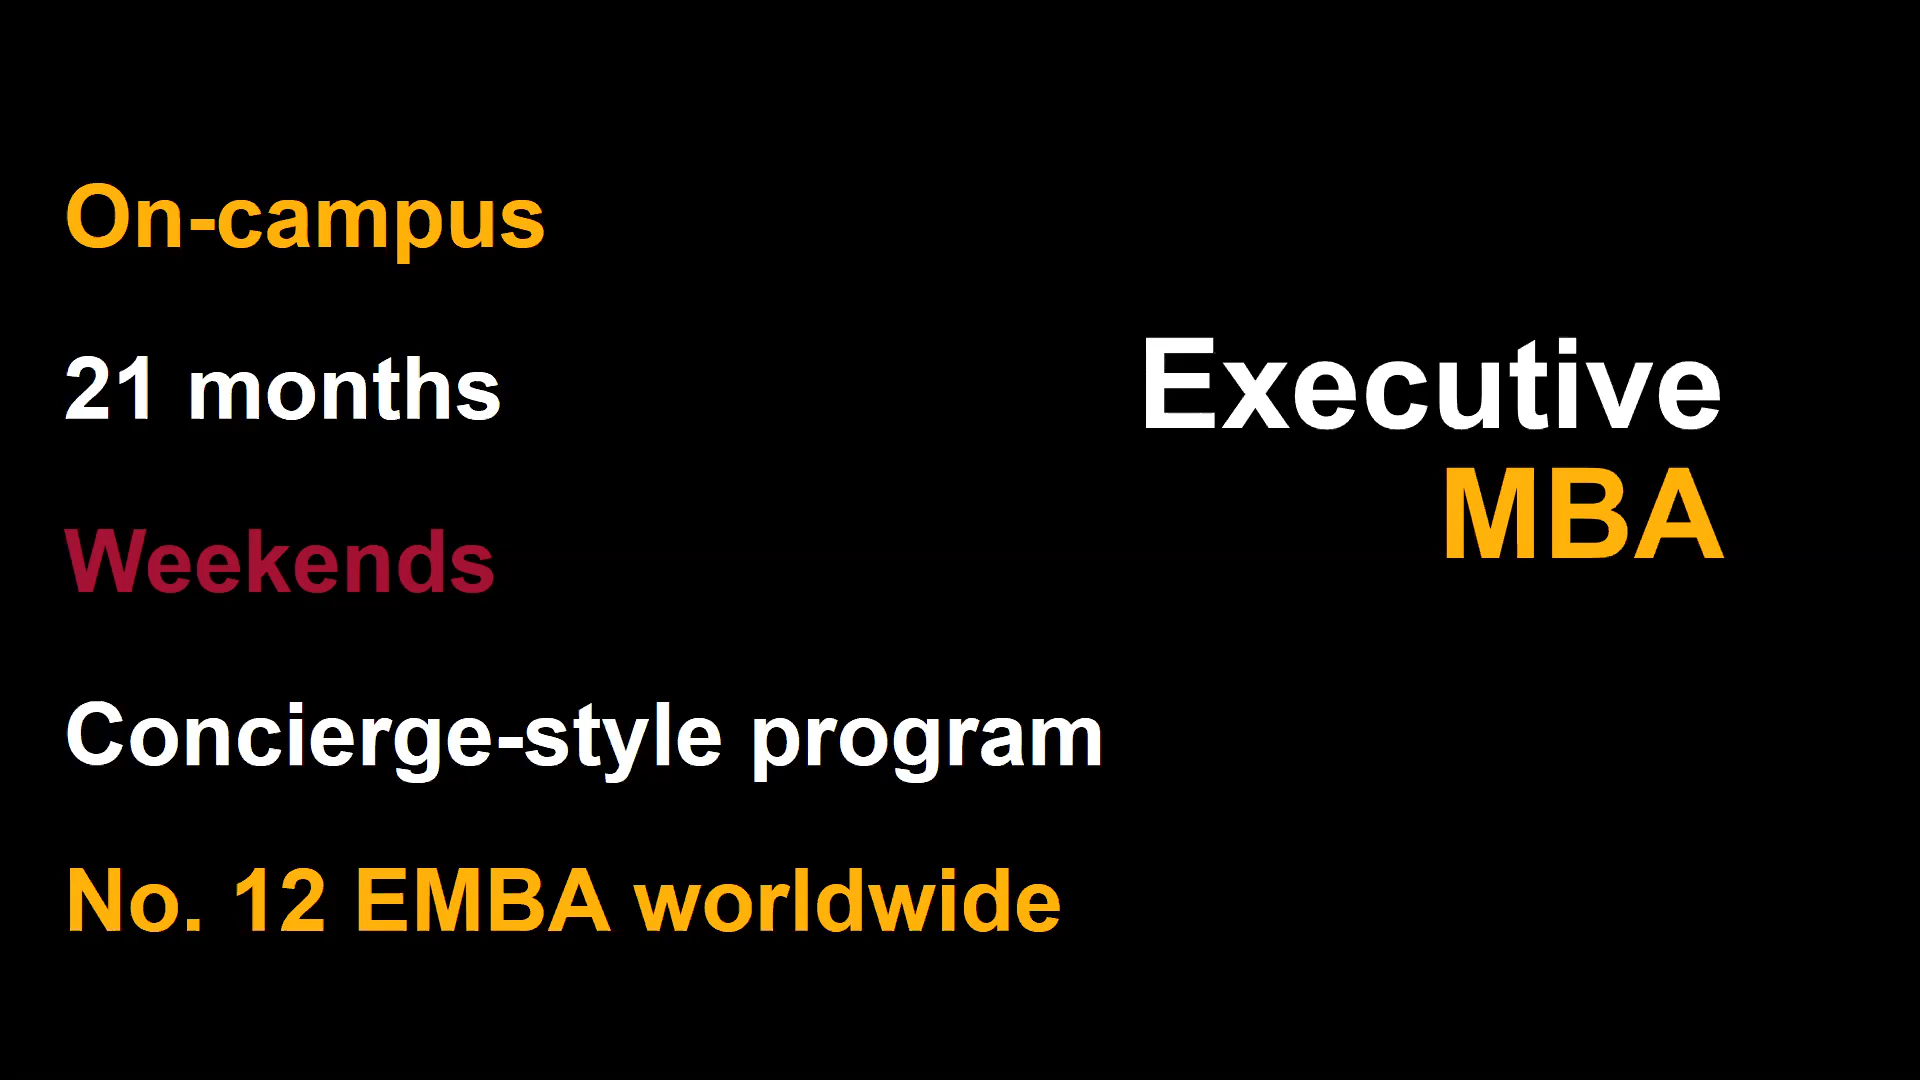 On-campus
21 months
Weekends
Concierge-style program
No. 12 EMBA worldwide
Executive
MBA